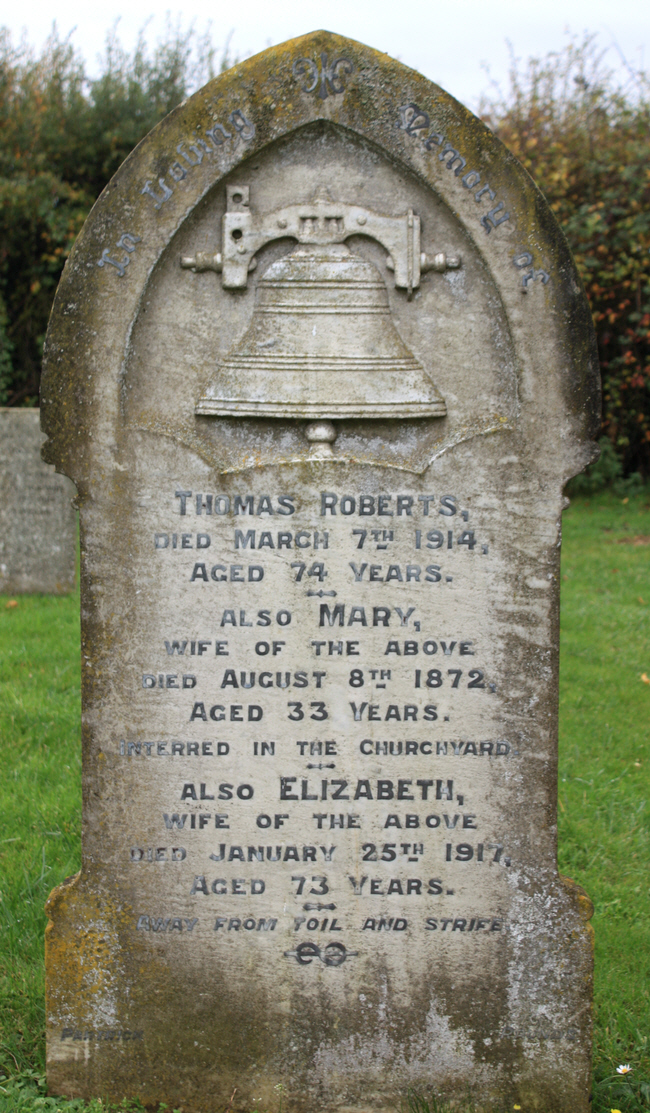 In Loving Memory of
THOMAS ROBERTS,
DIED MARCH 7TH 1914,
AGED 74 YEARS.
ALSO MARY,
WIFE OF THE ABOVE
DIED AUGUST 8TH 1872,
AGED 33 YEARS.
INTERRED IN THE CHURCHYARD
ALSO ELIZABETH,
WIFE OF THE ABOVE
DIED JANUARY 25TH 1917,
AGED 73 YEARS.
AWAY FROM TOIL AND STRIFE